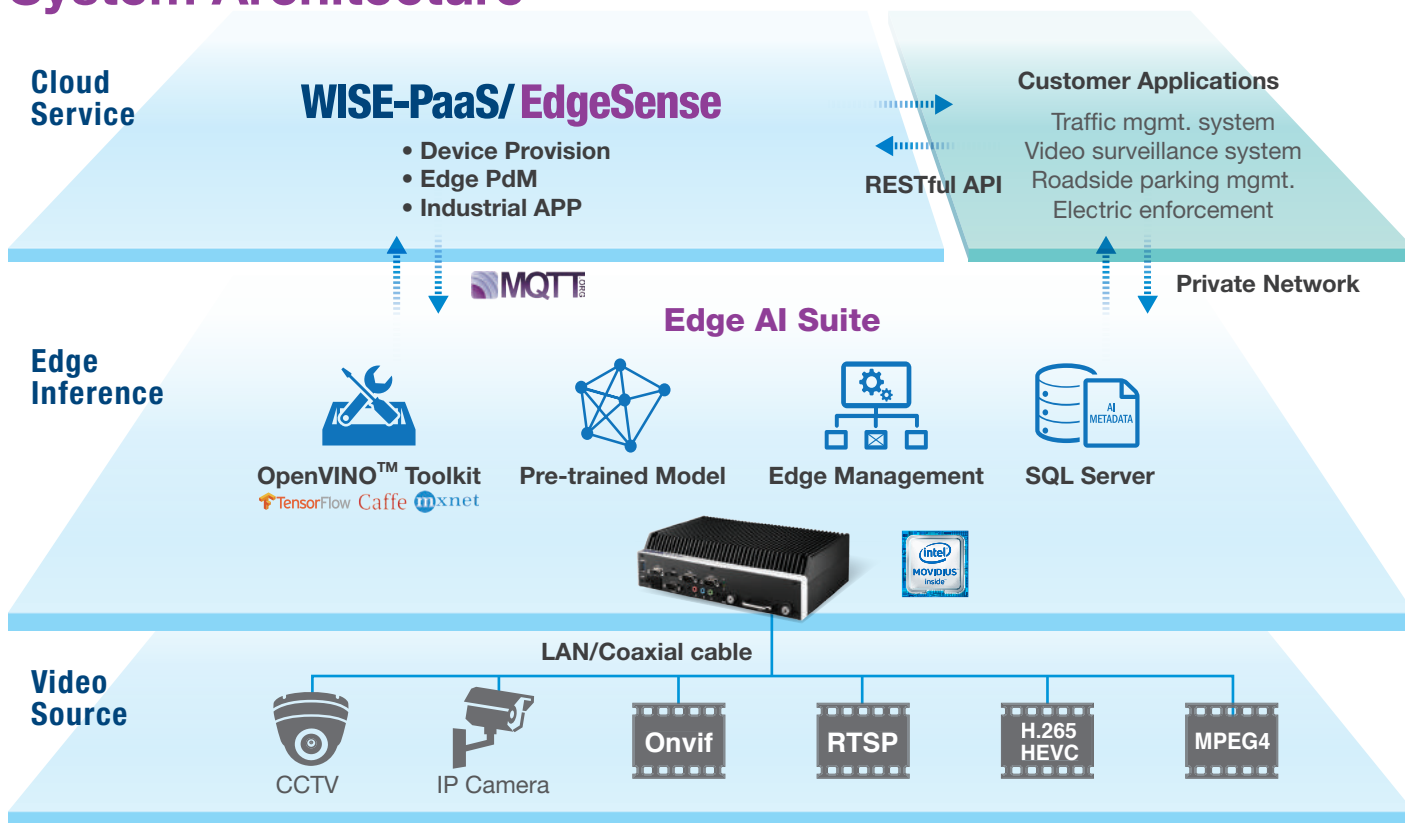 System Architecture
Cloud
Service
WISE-PaaS/EdgeSense
• Device Provision
• Edge PdM
• Industrial APP
RESTful API
Customer Applications
Traffic mgmt. system
Video surveillance system
Roadside parking mgmt.
Electric enforcement
MQTT.ORG
Private Network
Edge
Inference
Edge AI Suite
AI
METADATA
OpenVINO™ Toolkit
TensorFlow Caffe mxnet
Pre-trained Model
Edge Management
SQL Server
intel
MOVIDIUS
inside
LAN/Coaxial cable
Video
Source
CCTV
IP Camera
Onvif
RTSP
H.265
HEVC
MPEG4